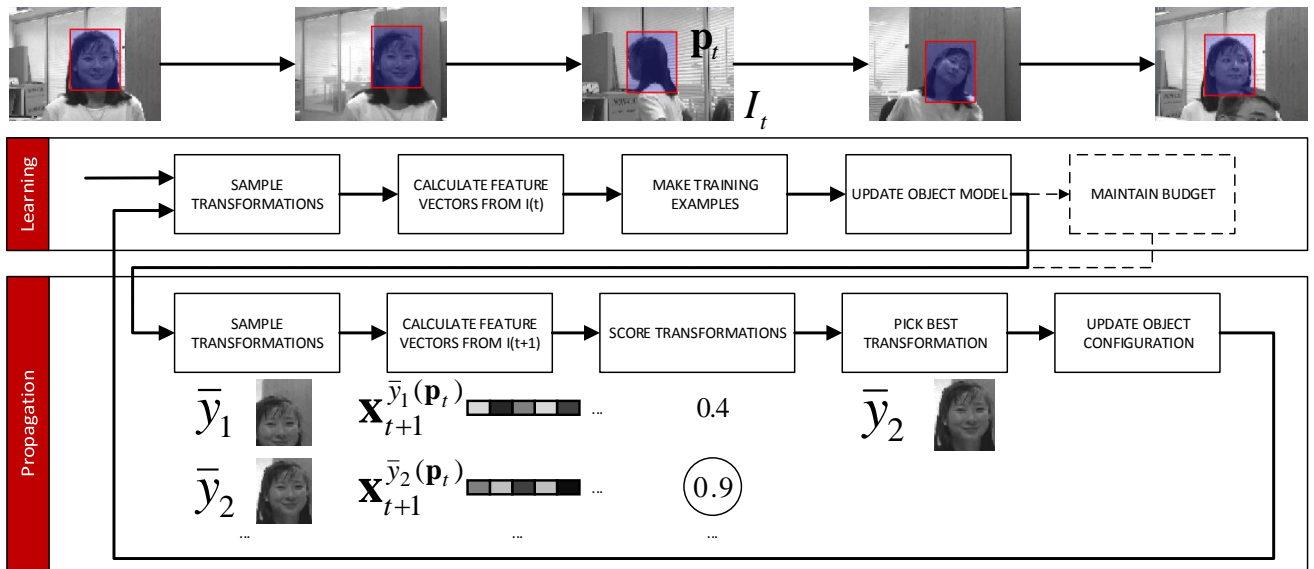 𝐩_t
I_t
Learning
SAMPLE
TRANSFORMATIONS
CALCULATE FEATURE
VECTORS FROM I(t)
MAKE TRAINING
EXAMPLES
UPDATE OBJECT MODEL
MAINTAIN BUDGET
Propagation
SAMPLE
TRANSFORMATIONS
CALCULATE FEATURE
VECTORS FROM I(t+1)
SCORE TRANSFORMATIONS
PICK BEST
TRANSFORMATION
UPDATE OBJECT
CONFIGURATION
ȳ_1 𝐱_{t+1}^{ȳ_1(𝐩_t)} ... 0.4 ȳ_2
ȳ_2 𝐱_{t+1}^{ȳ_2(𝐩_t)} ... 0.9
... ... ...